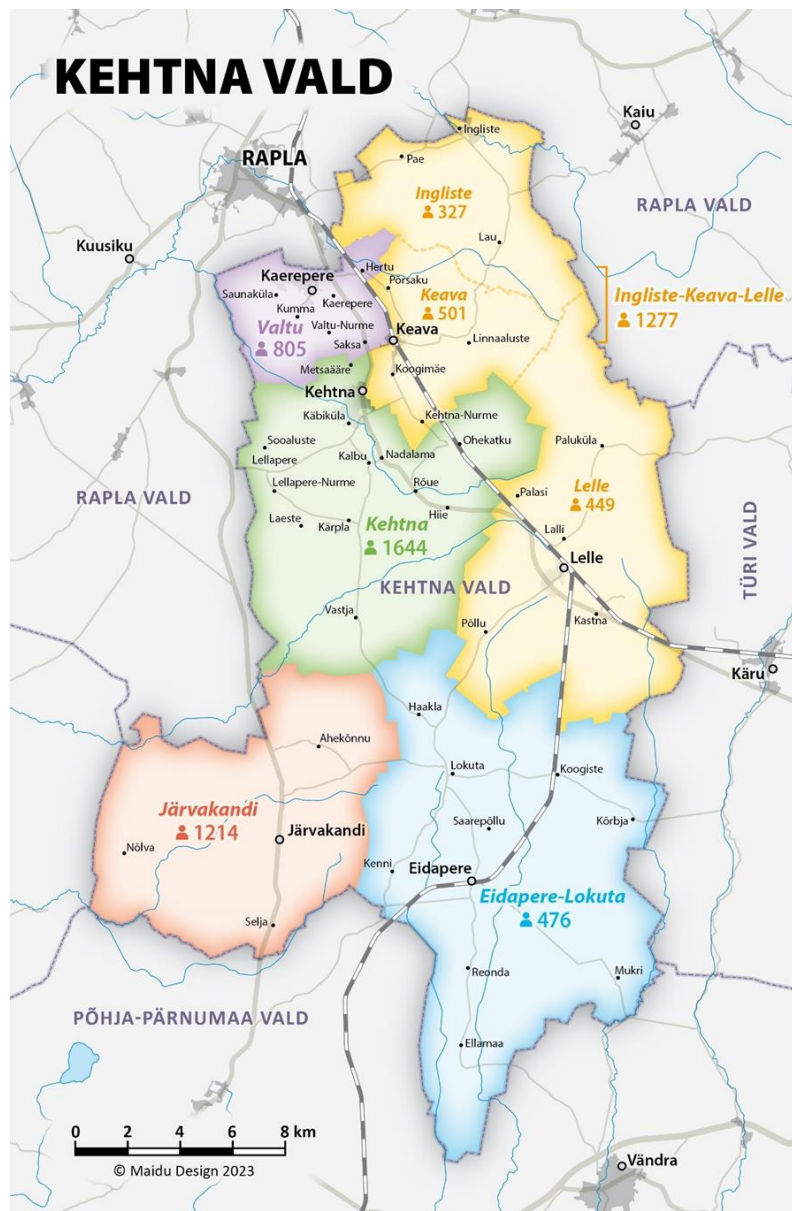 KEHTNA VALD
Kaiu
Ingliste
RAPLA
Pae
Ingliste
327
RAPLA VALD
Kuusiku
Lau
Hertu
Kaerepere
Pörsaku
Saunaküla
Kaerepere
Keava
501
Ingliste-Keava-Lelle
1277
Kumma
Valtu
805
Valtu-Nurme
Keava
Linnaaluste
Saksa
Metsaääre
Koogimäe
Kehtna
Käbiküla
Kehtna-Nurme
Sooaluste
Ohekatku
Paluküla
Lellapere
Kalbu
Nadalama
RAPLA VALD
Lellapere-Nurme
Rõue
Palasi
Lelle
449
Laeste
Kärpla
Hiie
Kehtna
1644
Lalli
TÜRI VALD
Lelle
KEHTNA VALD
Vastja
Põllu
Kastna
Käru
Haakla
Ahekõnnu
Lokuta
Koogiste
Järvakandi
1214
Saarepõllu
Kõrbja
Järvakandi
Nõlva
Kenni
Eidapere
Eidapere-Lokuta
476
Selja
Reonda
Mukri
PÕHJA-PÄRNUMAA VALD
Ellamaa
0 2 4 6 8 km
© Maidu Design 2023
Vändra